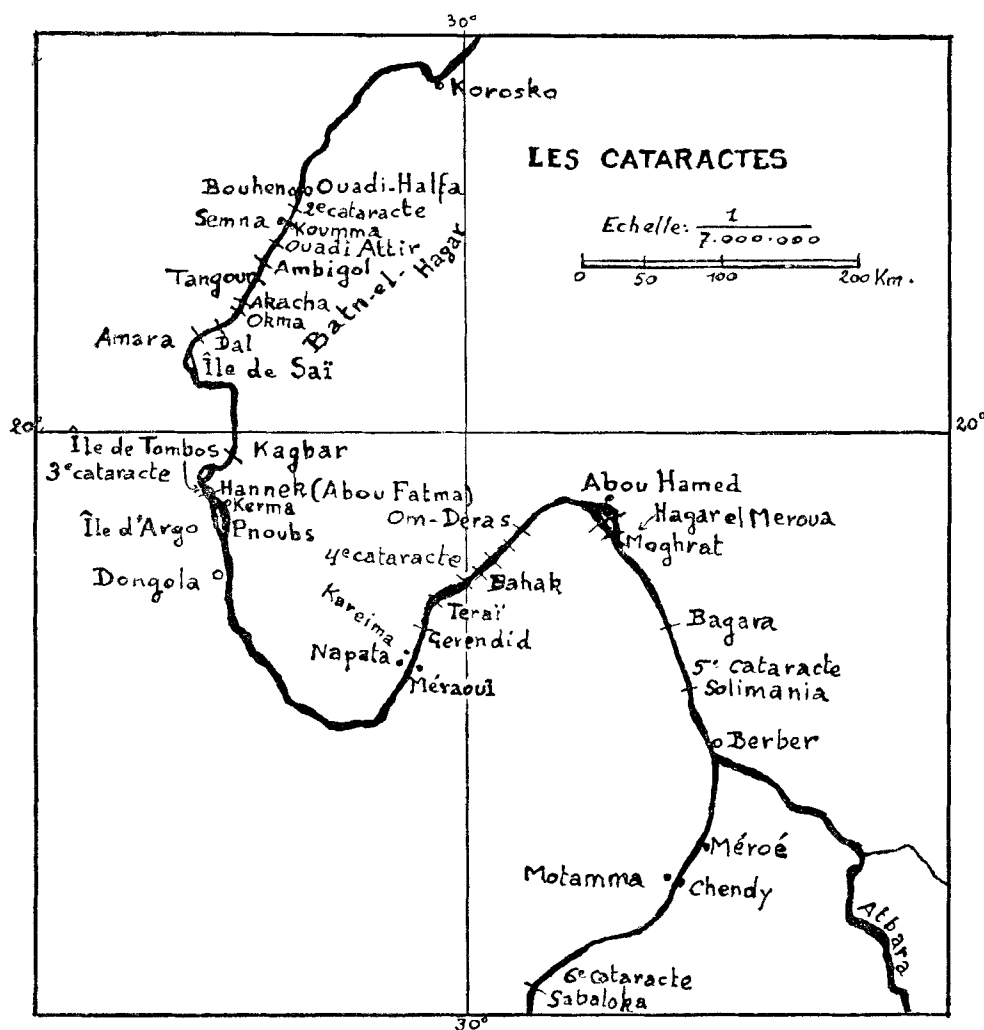 30°
Korosko
LES CATARACTES
Bouhen Ouadi-Halfa
2e cataracte
Semna
Koumma
Echelle: 1
7.000.000
Ouadi Attir
Ambigol
Tangour
Batn-el-Hagar
0 50 100 200 Km.
Akacha
Okma
Amara
Dal
Île de Saï
20° 20°
Île de Tombos
Kagbar
3e cataracte
Hannek (Abou Fatma)
Kerma
Île d'Argo
Pnoubs
Abou Hamed
Om-Deras
Hagar el Meroua
Moghrat
4e cataracte
Dongola
Kareima
Teraï
Bagara
Gerendid
Napata
Méraoul
5e cataracte
Solimania
Berber
Méroé
Motamma
Chendy
Atbara
6e cataracte
Sabaloka
30°